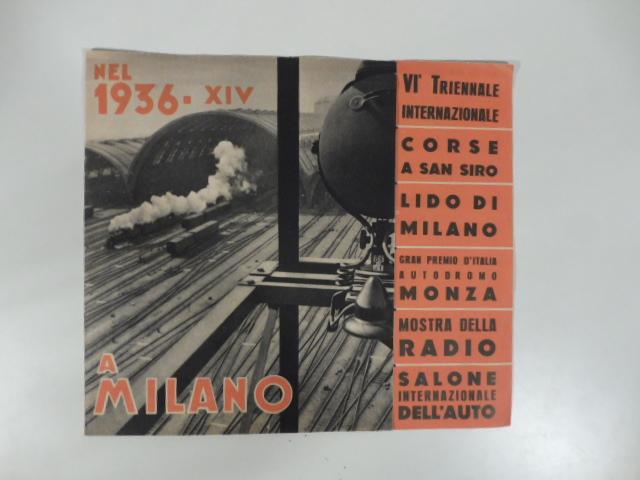 NEL
1936. XIV
A
MILANO
VIª TRIENNALE
INTERNAZIONALE
CORSE
A SAN SIRO
LIDO DI
MILANO
GRAN PREMIO D'ITALIA
AUTODROMO
MONZA
MOSTRA DELLA
RADIO
SALONE
INTERNAZIONALE
DELL'AUTO